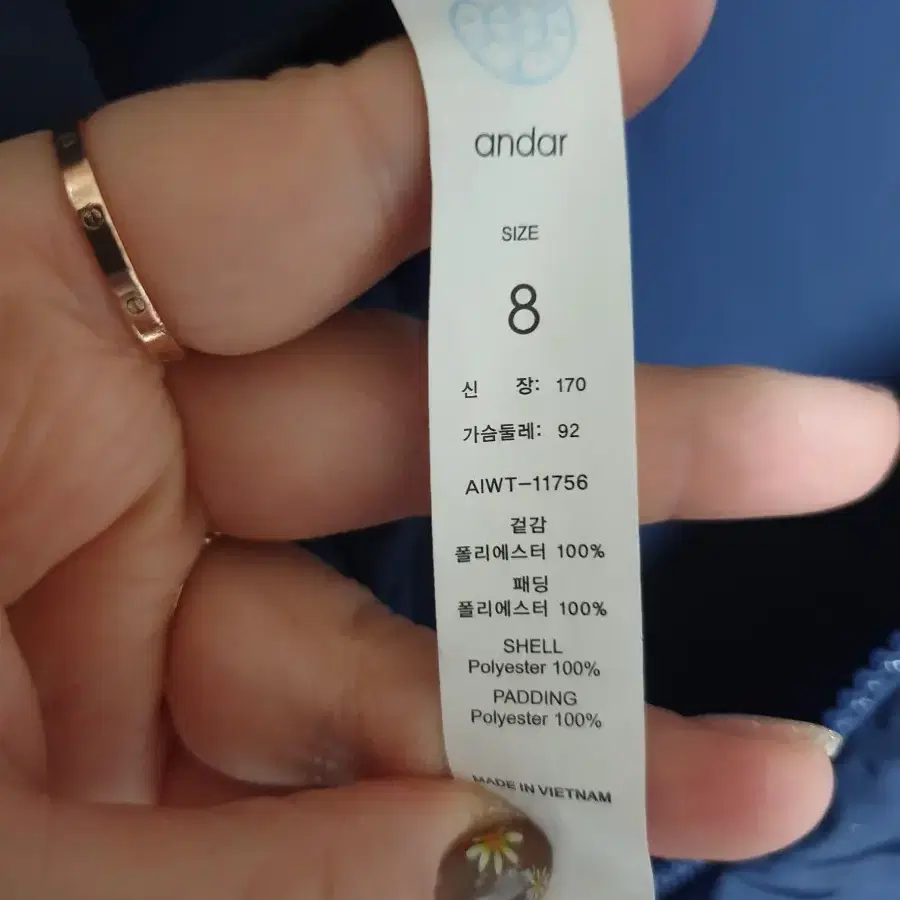 andar
SIZE
8
신 장: 170
가슴둘레: 92
AIWT-11756
겉감
폴리에스터 100%
패딩
폴리에스터 100%
SHELL
Polyester 100%
PADDING
Polyester 100%
MADE IN VIETNAM